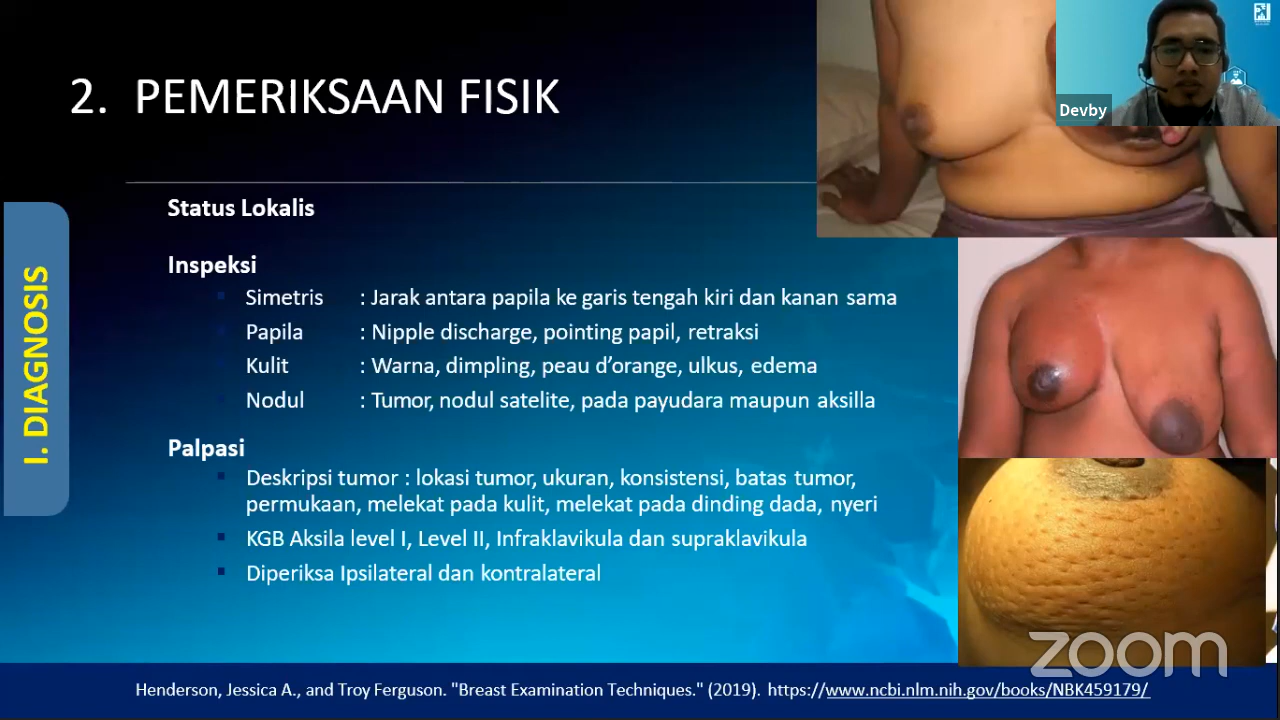 2. PEMERIKSAAN FISIK
Devby
I. DIAGNOSIS
Status Lokalis
Inspeksi
Simetris : Jarak antara papila ke garis tengah kiri dan kanan sama
Papila : Nipple discharge, pointing papil, retraksi
Kulit : Warna, dimpling, peau d'orange, ulkus, edema
Nodul : Tumor, nodul satelite, pada payudara maupun aksilla
Palpasi
Deskripsi tumor : lokasi tumor, ukuran, konsistensi, batas tumor,
permukaan, melekat pada kulit, melekat pada dinding dada, nyeri
KGB Aksila level I, Level II, Infraklavikula dan supraklavikula
Diperiksa Ipsilateral dan kontralateral
zoom
Henderson, Jessica A., and Troy Ferguson. "Breast Examination Techniques." (2019). https://www.ncbi.nlm.nih.gov/books/NBK459179/